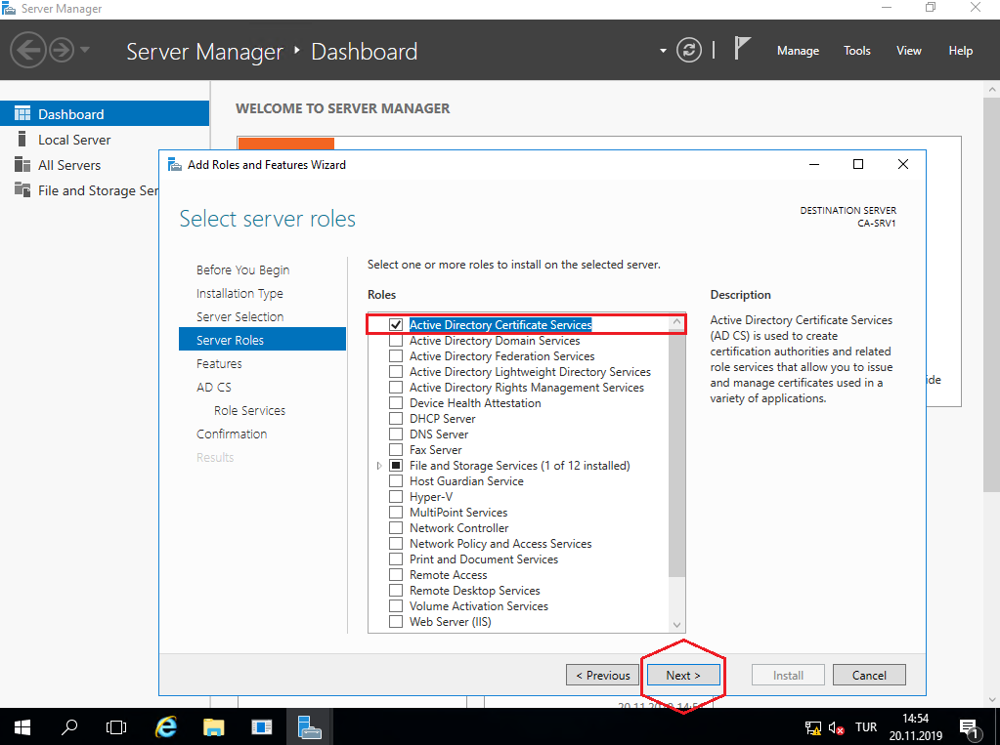 Server Manager
Server Manager • Dashboard
Manage
Tools
View
Help
Dashboard
Local Server
All Servers
File and Storage Ser
WELCOME TO SERVER MANAGER
Add Roles and Features Wizard
Select server roles
DESTINATION SERVER
CA-SRV1
Before You Begin
Installation Type
Server Selection
Server Roles
Features
AD CS
Role Services
Confirmation
Results
Select one or more roles to install on the selected server.
Roles
Active Directory Certificate Services
Active Directory Domain Services
Active Directory Federation Services
Active Directory Lightweight Directory Services
Active Directory Rights Management Services
Device Health Attestation
DHCP Server
DNS Server
Fax Server
File and Storage Services (1 of 12 installed)
Host Guardian Service
Hyper-V
MultiPoint Services
Network Controller
Network Policy and Access Services
Print and Document Services
Remote Access
Remote Desktop Services
Volume Activation Services
Web Server (IIS)
Description
Active Directory Certificate Services
(AD CS) is used to create
certification authorities and related
role services that allow you to issue
and manage certificates used in a
variety of applications.
ide
< Previous
Next >
Install
Cancel
TUR
14:54
20.11.2019
1